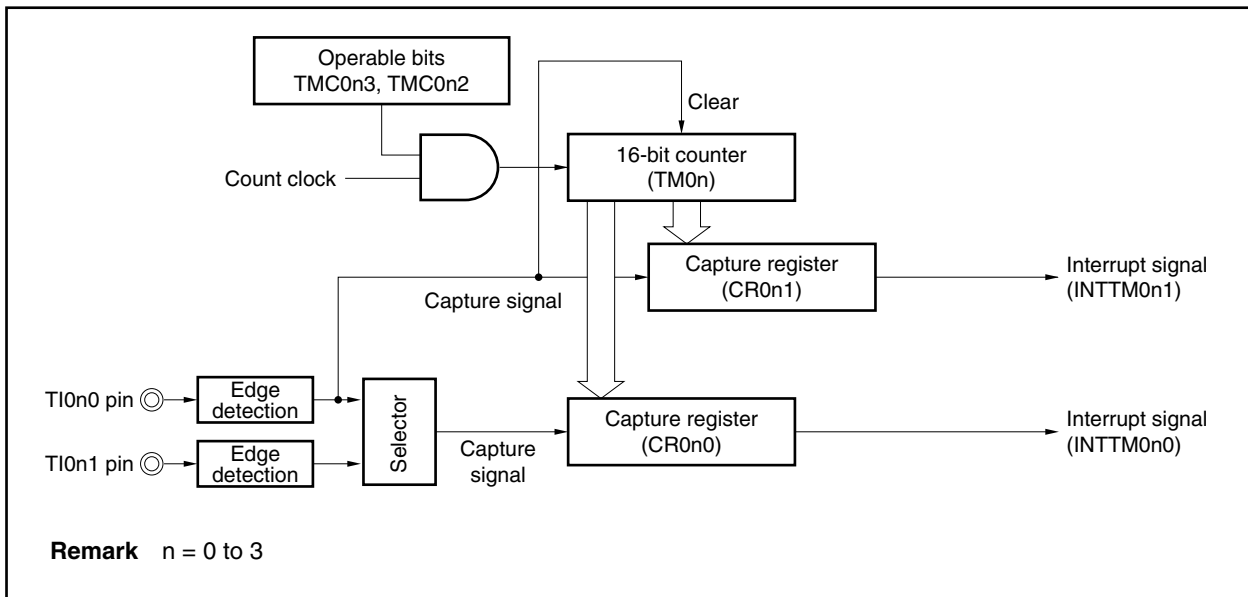 Operable bits
TMC0n3, TMC0n2
Clear
16-bit counter
(TM0n)
Count clock
Capture register
(CR0n1)
Interrupt signal
(INTTM0n1)
Capture signal
TI0n0 pin
Edge
detection
Selector
Capture register
(CR0n0)
Interrupt signal
(INTTM0n0)
TI0n1 pin
Edge
detection
Capture
signal
Remark n = 0 to 3